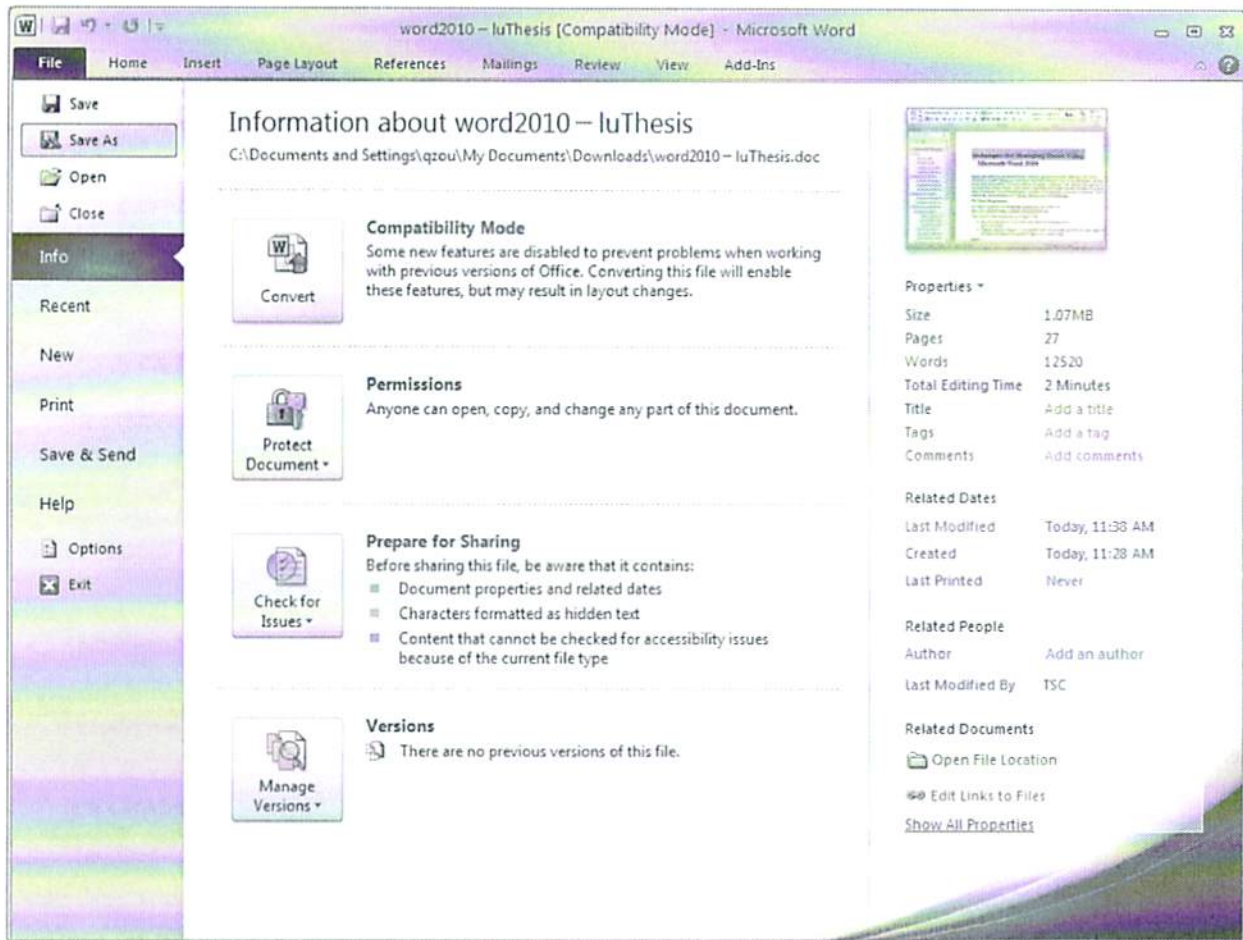 word2010 – luThesis [Compatibility Mode] - Microsoft Word
File Home Insert Page Layout References Mailings Review View Add-Ins
Save
Save As
Open
Close
Info
Recent
New
Print
Save & Send
Help
Options
Exit
Information about word2010 – luThesis
C:\Documents and Settings\qzou\My Documents\Downloads\word2010 – luThesis.doc
Convert
Compatibility Mode
Some new features are disabled to prevent problems when working
with previous versions of Office. Converting this file will enable
these features, but may result in layout changes.
Protect
Document
Permissions
Anyone can open, copy, and change any part of this document.
Check for
Issues
Prepare for Sharing
Before sharing this file, be aware that it contains:
Document properties and related dates
Characters formatted as hidden text
Content that cannot be checked for accessibility issues
because of the current file type
Manage
Versions
Versions
There are no previous versions of this file.
Properties
Size 1.07MB
Pages 27
Words 12520
Total Editing Time 2 Minutes
Title Add a title
Tags Add a tag
Comments Add comments
Related Dates
Last Modified Today, 11:38 AM
Created Today, 11:28 AM
Last Printed Never
Related People
Author Add an author
Last Modified By TSC
Related Documents
Open File Location
Edit Links to Files
Show All Properties